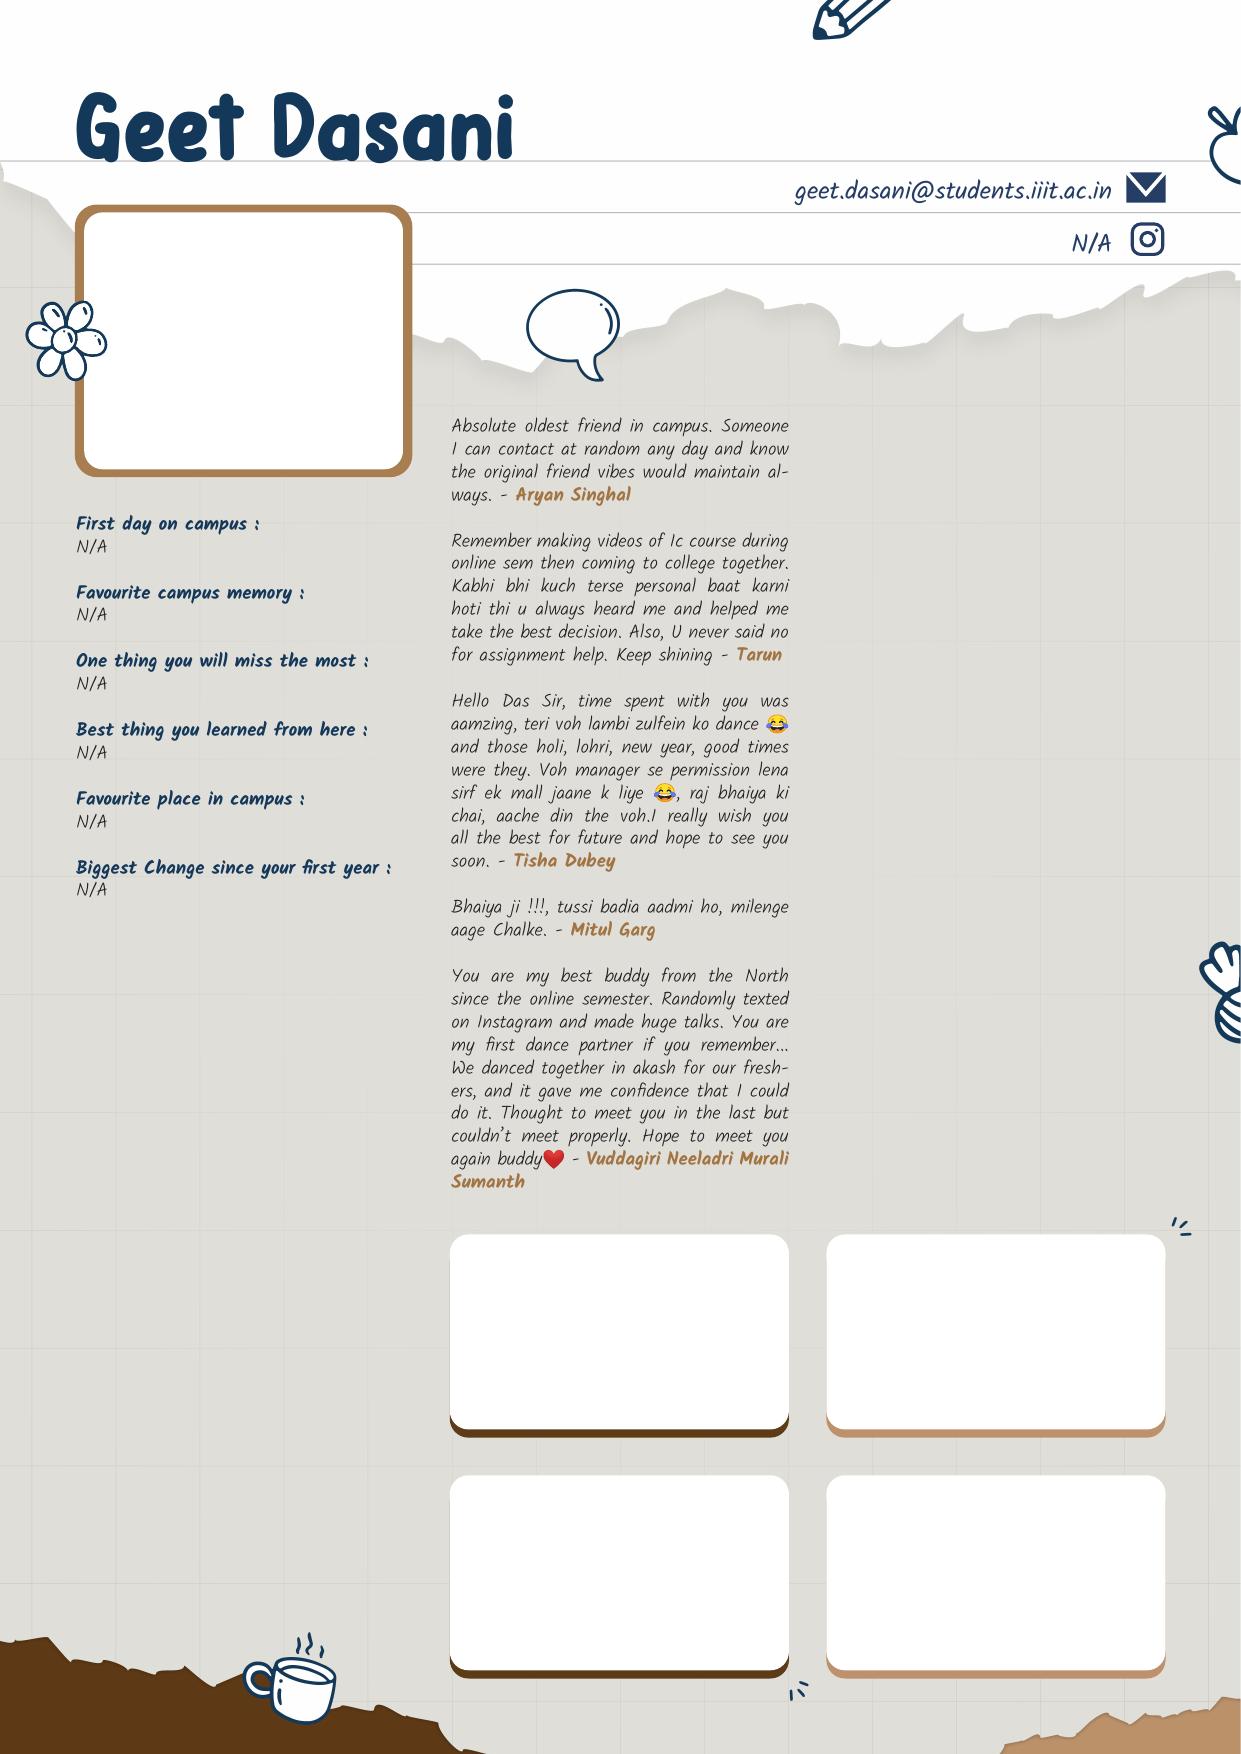 Geet Dasani
geet.dasani@students.iiit.ac.in
N/A
First day on campus :
N/A
Favourite campus memory :
N/A
One thing you will miss the most :
N/A
Best thing you learned from here :
N/A
Favourite place in campus :
N/A
Biggest Change since your first year :
N/A
Absolute oldest friend in campus. Someone
I can contact at random any day and know
the original friend vibes would maintain al-
ways. - Aryan Singhal
Remember making videos of Ic course during
online sem then coming to college together.
Kabhi bhi kuch terse personal baat karni
hoti thi u always heard me and helped me
take the best decision. Also, U never said no
for assignment help. Keep shining - Tarun
Hello Das Sir, time spent with you was
aamzing, teri voh lambi zulfein ko dance 😂
and those holi, lohri, new year, good times
were they. Voh manager se permission lena
sirf ek mall jaane k liye 😂, raj bhaiya ki
chai, aache din the voh.I really wish you
all the best for future and hope to see you
soon. - Tisha Dubey
Bhaiya ji !!!, tussi badia aadmi ho, milenge
aage Chalke. - Mitul Garg
You are my best buddy from the North
since the online semester. Randomly texted
on Instagram and made huge talks. You are
my first dance partner if you remember...
We danced together in akash for our fresh-
ers, and it gave me confidence that I could
do it. Thought to meet you in the last but
couldn't meet properly. Hope to meet you
again buddy❤️ - Vuddagiri Neeladri Murali
Sumanth